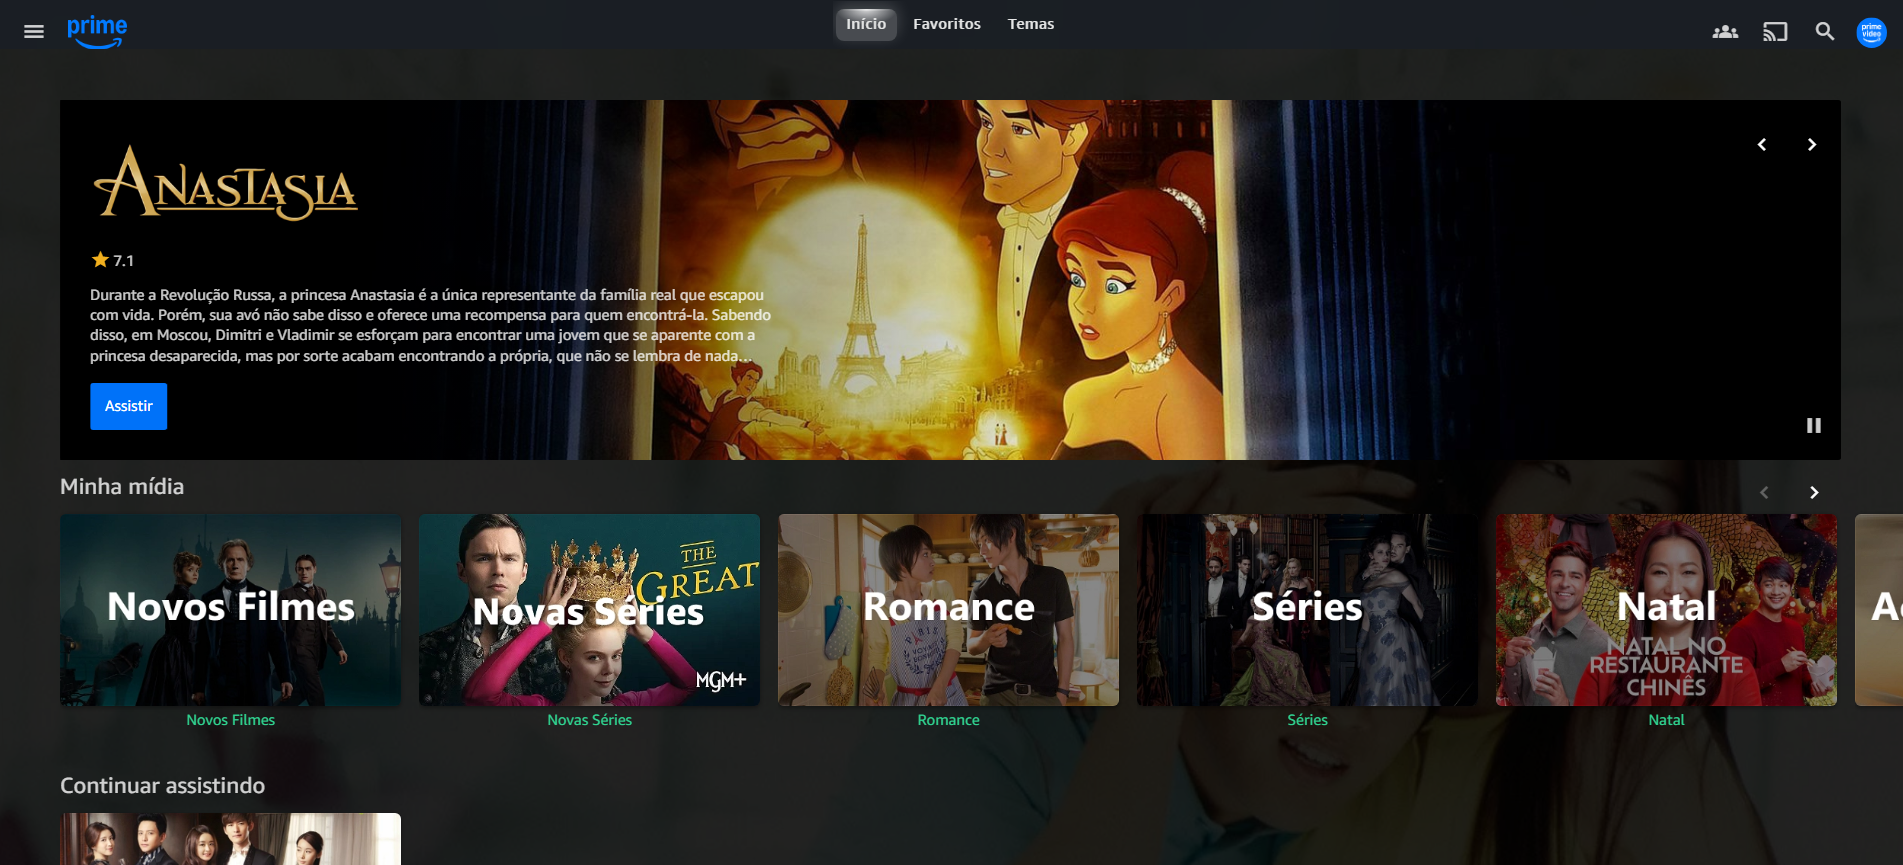 prime
Início
Favoritos
Temas
prime
video
ANASTASIA
7.1
Durante a Revolução Russa, a princesa Anastasia é a única representante da família real que escapou
com vida. Porém, sua avó não sabe disso e oferece uma recompensa para quem encontrá-la. Sabendo
disso, em Moscou, Dimitri e Vladimir se esforçam para encontrar uma jovem que se aparente com a
princesa desaparecida, mas por sorte acabam encontrando a própria, que não se lembra de nada...
Assistir
Minha mídia
Novos Filmes
THE
GREAT
Novas Séries
MGM+
PARIS
Romance
Séries
Natal
NATAL NO
RESTAURANTE
CHINÊS
Novos Filmes
Novas Séries
Romance
Séries
Natal
Continuar assistindo